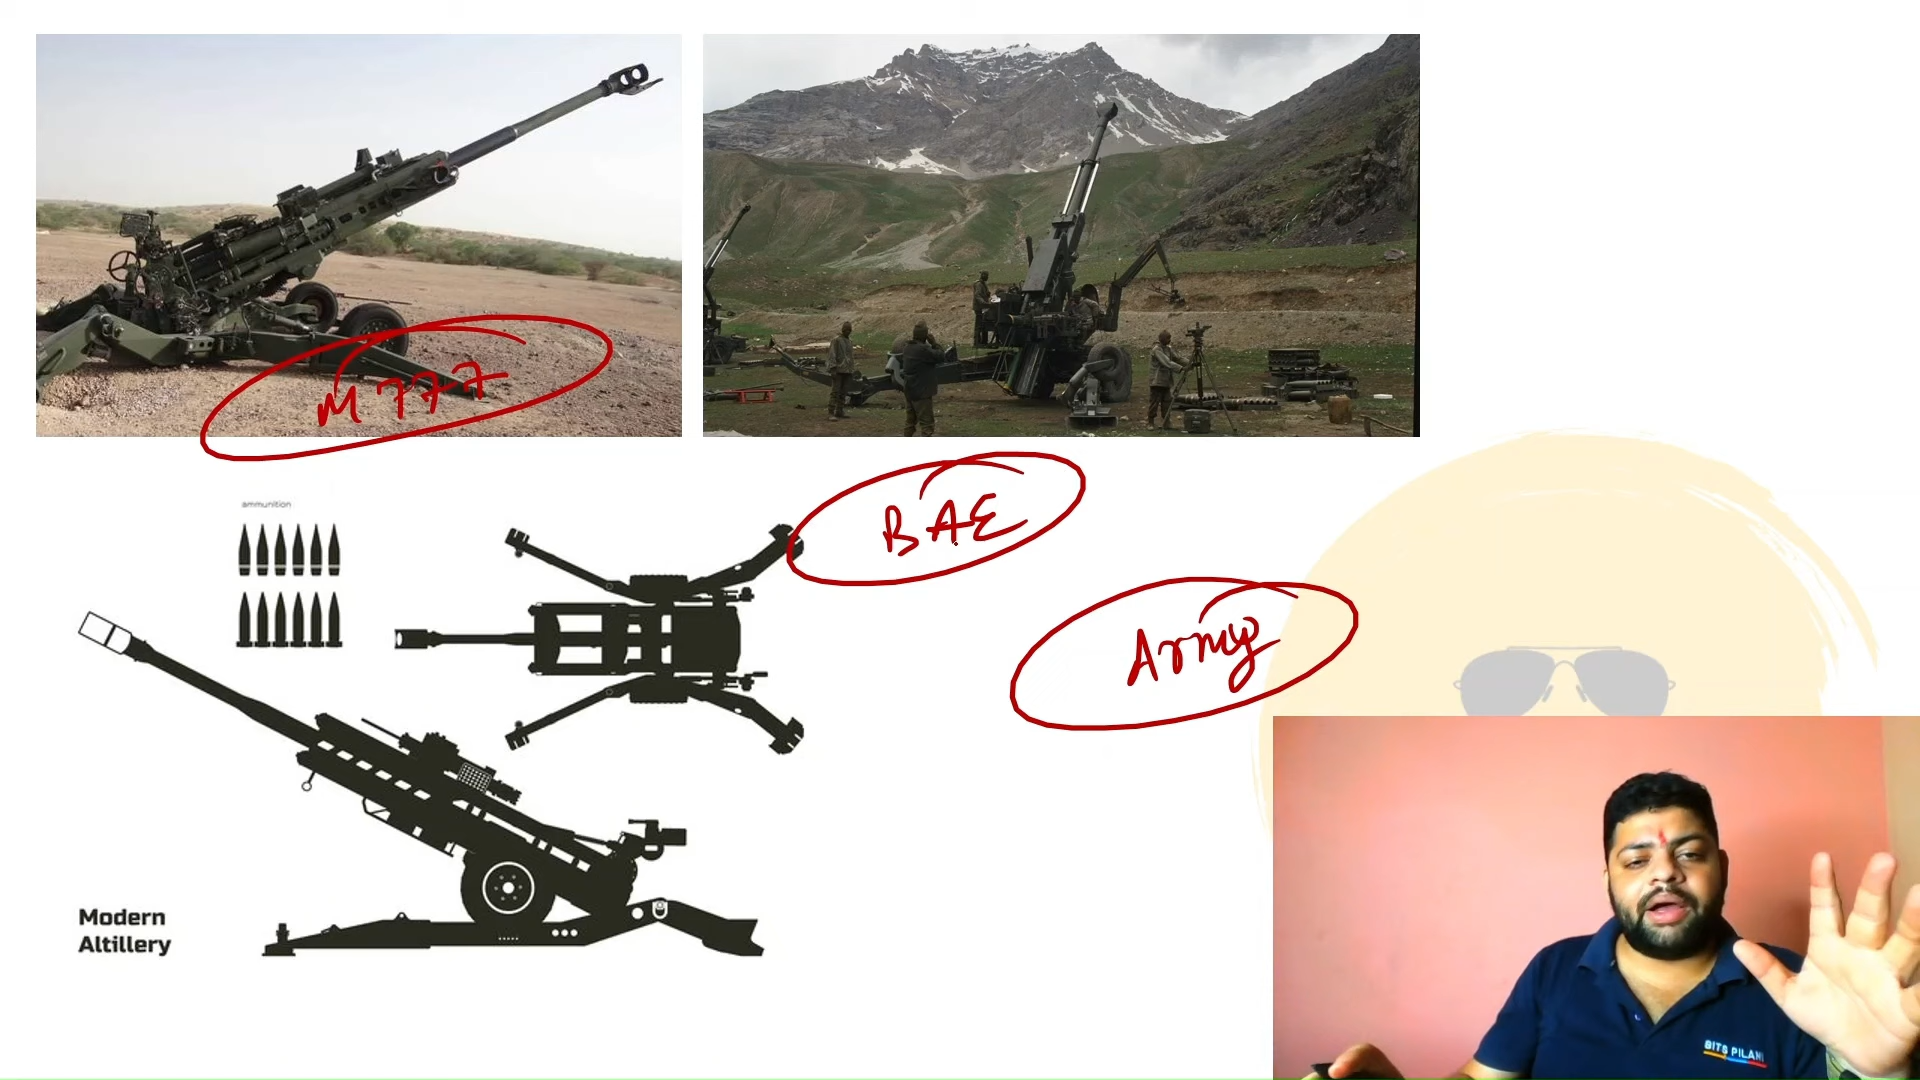 M777
ammunition
BAE
Army
Modern
Altillery
BITS PILANI